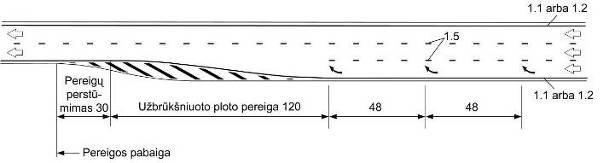 1.1 arba 1.2
1.5
1.1 arba 1.2
Pereigų
perstū-
mimas 30
Užbrūkšniuoto ploto pereiga 120
48
48
Pereigos pabaiga